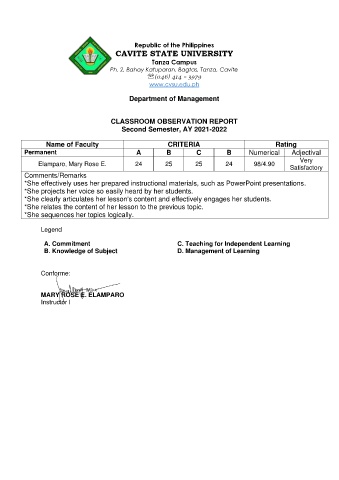 Republic of the Philippines
CAVITE STATE UNIVERSITY
Tanza Campus
Ph. 2, Bahay Katuparan, Bagtas, Tanza, Cavite
☏(046) 414 - 3979
www.cvsu.edu.ph
Department of Management
CLASSROOM OBSERVATION REPORT
Second Semester, AY 2021-2022
Name of Faculty CRITERIA Rating
Permanent A B C B Numerical Adjectival
Elamparo, Mary Rose E. 24 25 25 24 98/4.90 Very Satisfactory
Comments/Remarks
*She effectively uses her prepared instructional materials, such as PowerPoint presentations.
*She projects her voice so easily heard by her students.
*She clearly articulates her lesson's content and effectively engages her students.
*She relates the content of her lesson to the previous topic.
*She sequences her topics logically.
Legend
A. Commitment C. Teaching for Independent Learning
B. Knowledge of Subject D. Management of Learning
Conforme:
MARY ROSE E. ELAMPARO
Instructor I